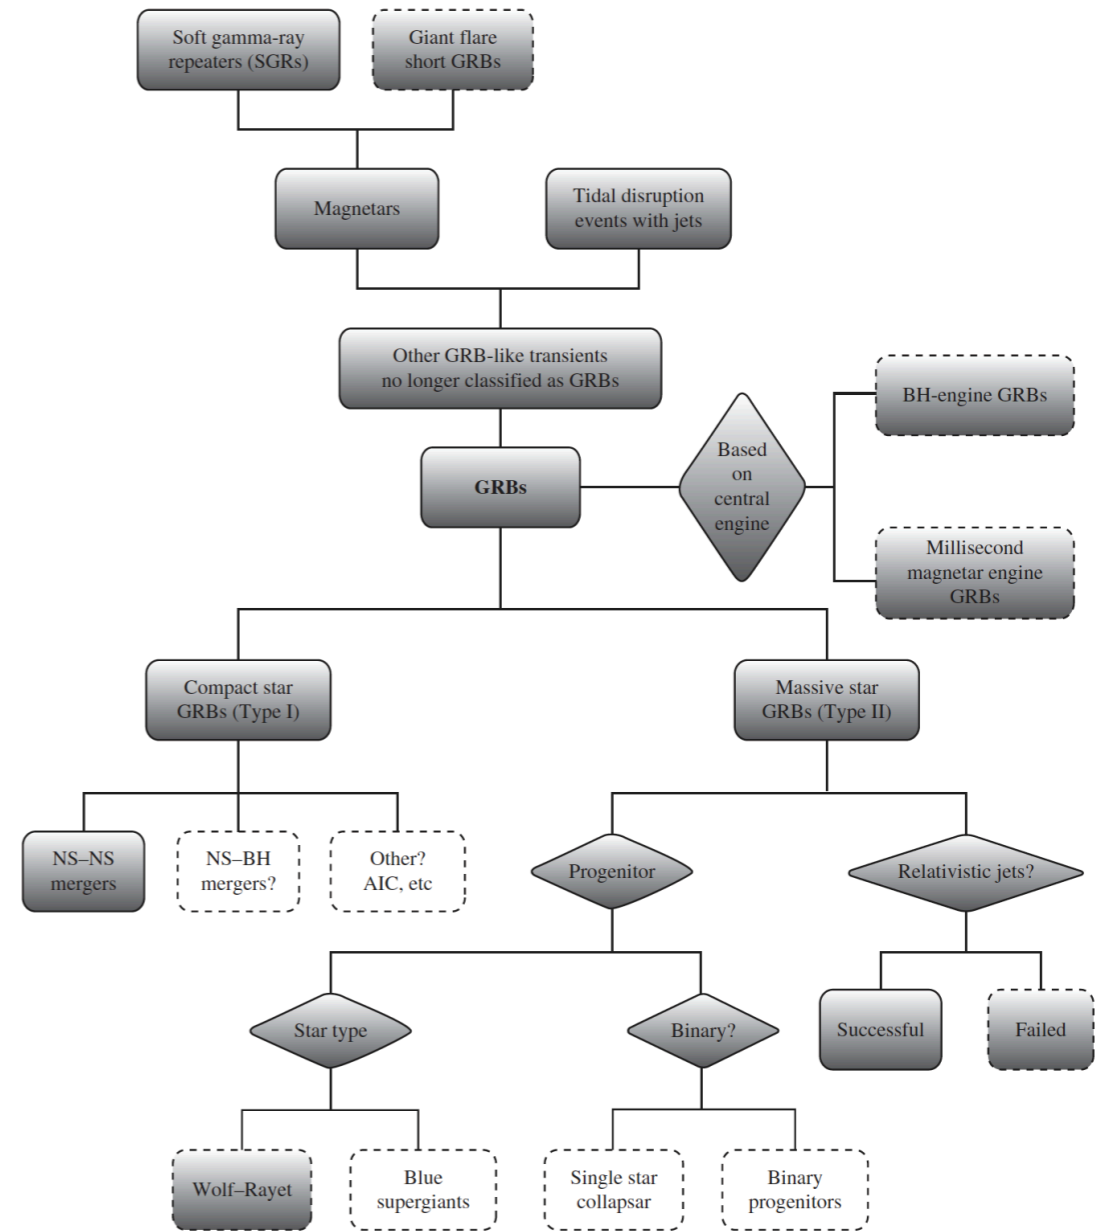 Soft gamma-ray
repeaters (SGRs)
Giant flare
short GRBs
Magnetars
Tidal disruption
events with jets
Other GRB-like transients
no longer classified as GRBs
GRBs
Based
on
central
engine
BH-engine GRBs
Millisecond
magnetar engine
GRBs
Compact star
GRBs (Type I)
Massive star
GRBs (Type II)
NS–NS
mergers
NS–BH
mergers?
Other?
AIC, etc
Progenitor
Relativistic jets?
Star type
Binary?
Successful
Failed
Wolf–Rayet
Blue
supergiants
Single star
collapsar
Binary
progenitors